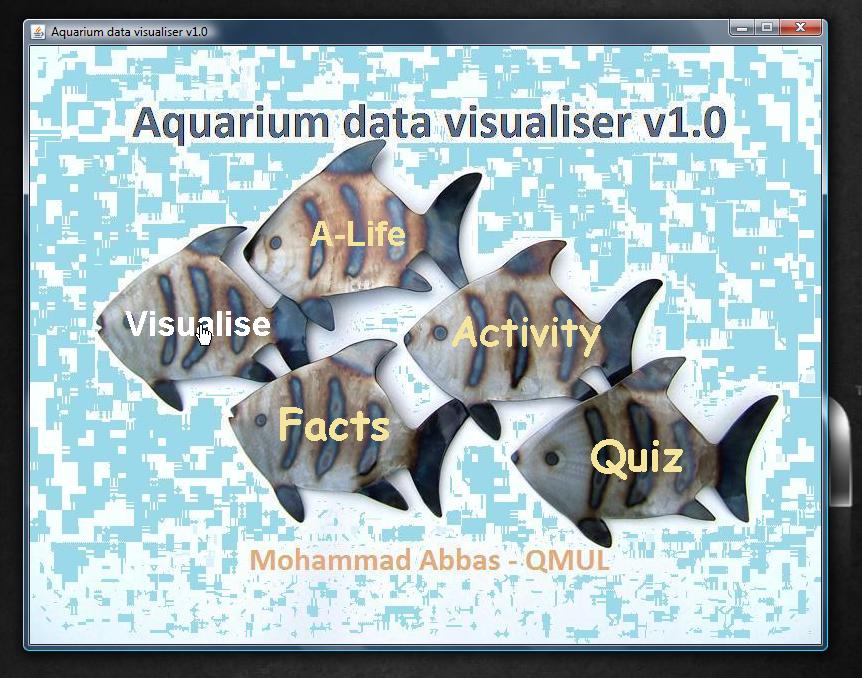 Aquarium data visualiser v1.0
Aquarium data visualiser v1.0
A-Life
Visualise
Activity
Facts
Quiz
Mohammad Abbas - QMUL